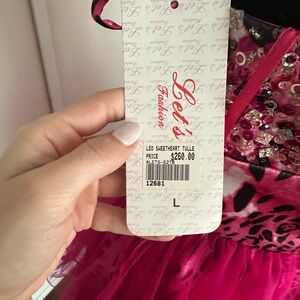 Let's
Fashion
LEO SWEETHEART TULLE
PRICE $260.00
12681
L